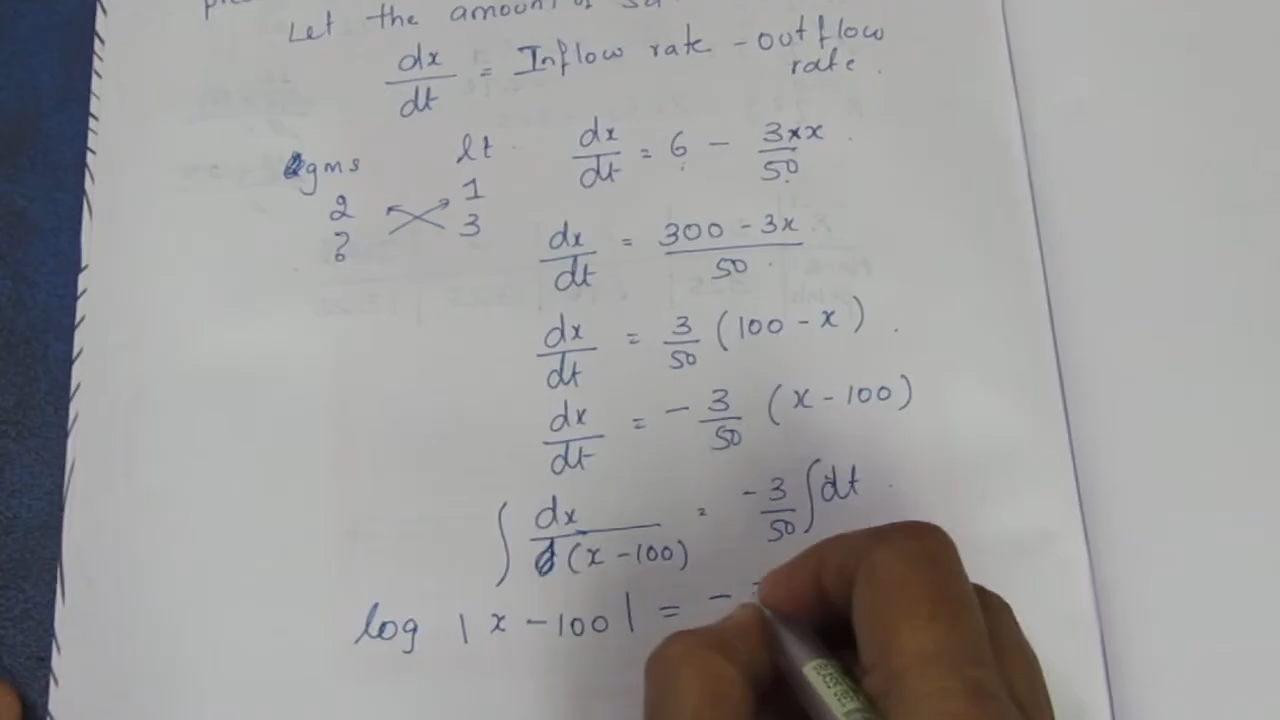 Let the amount of
dx/dt = Inflow rate - outflow rate.
gms lt
2 1
? 3
dx/dt = 6 - 3xx/50.
dx/dt = 300 - 3x/50.
dx/dt = 3/50 (100 - x).
dx/dt = - 3/50 (x - 100)
∫ dx/(x - 100) = -3/50 ∫ dt.
log |x - 100| = -